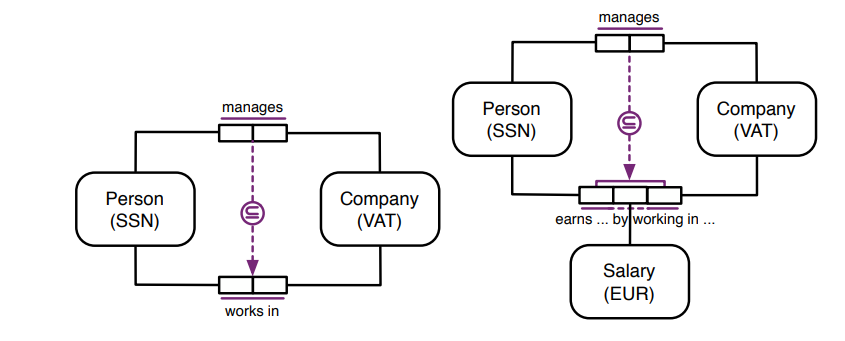 manages
Person
(SSN)
Company
(VAT)
works in
manages
Person
(SSN)
Company
(VAT)
earns ... by working in ...
Salary
(EUR)